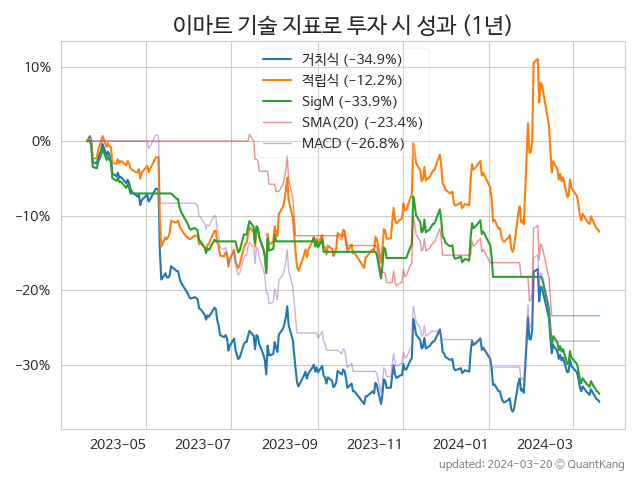 이마트 기술 지표로 투자 시 성과 (1년)
거치식 (−34.9%)
적립식 (−12.2%)
SigM (−33.9%)
SMA(20) (−23.4%)
MACD (−26.8%)
10%
0%
−10%
−20%
−30%
2023−05 2023−07 2023−09 2023−11 2024−01 2024−03
updated: 2024-03-20 © QuantKang